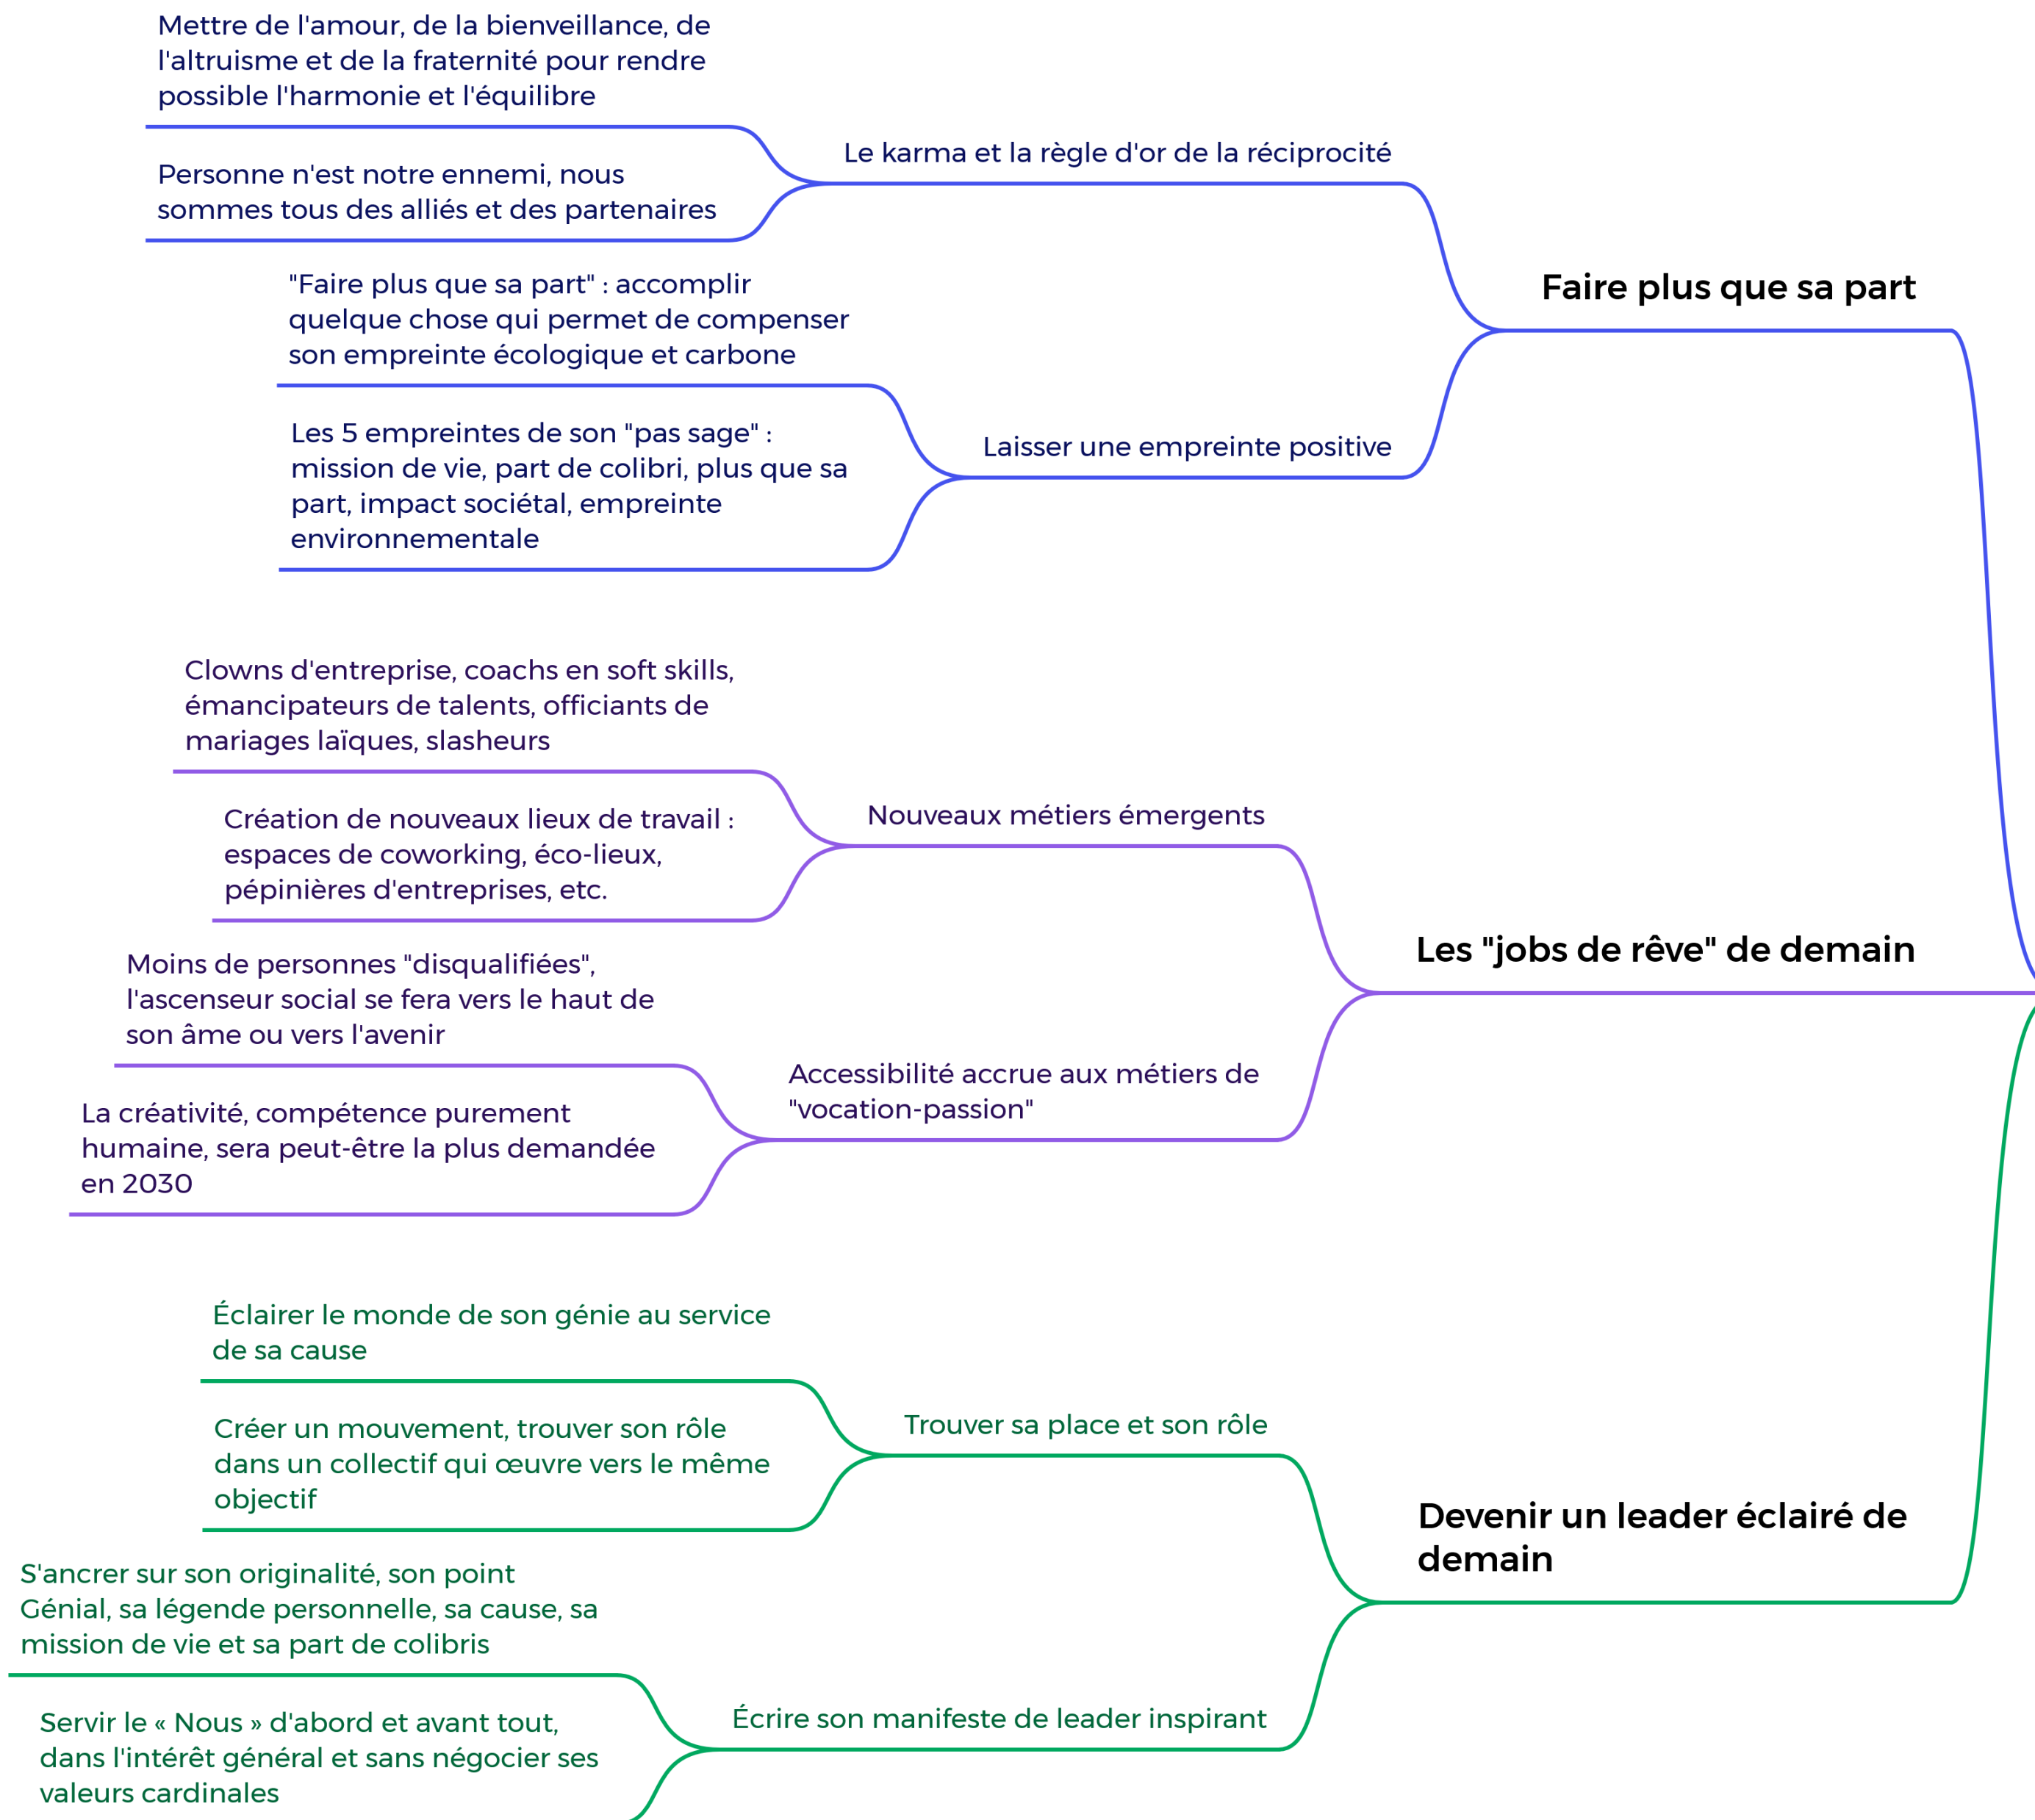 Mettre de l'amour, de la bienveillance, de
l'altruisme et de la fraternité pour rendre
possible l'harmonie et l'équilibre
Le karma et la règle d'or de la réciprocité
Personne n'est notre ennemi, nous
sommes tous des alliés et des partenaires
Faire plus que sa part
"Faire plus que sa part" : accomplir
quelque chose qui permet de compenser
son empreinte écologique et carbone
Laisser une empreinte positive
Les 5 empreintes de son "pas sage" :
mission de vie, part de colibri, plus que sa
part, impact sociétal, empreinte
environnementale
Clowns d'entreprise, coachs en soft skills,
émancipateurs de talents, officiants de
mariages laïques, slasheurs
Nouveaux métiers émergents
Création de nouveaux lieux de travail :
espaces de coworking, éco-lieux,
pépinières d'entreprises, etc.
Les "jobs de rêve" de demain
Moins de personnes "disqualifiées",
l'ascenseur social se fera vers le haut de
son âme ou vers l'avenir
Accessibilité accrue aux métiers de
"vocation-passion"
La créativité, compétence purement
humaine, sera peut-être la plus demandée
en 2030
Éclairer le monde de son génie au service
de sa cause
Trouver sa place et son rôle
Créer un mouvement, trouver son rôle
dans un collectif qui œuvre vers le même
objectif
Devenir un leader éclairé de
demain
S'ancrer sur son originalité, son point
Génial, sa légende personnelle, sa cause, sa
mission de vie et sa part de colibris
Écrire son manifeste de leader inspirant
Servir le « Nous » d'abord et avant tout,
dans l'intérêt général et sans négocier ses
valeurs cardinales